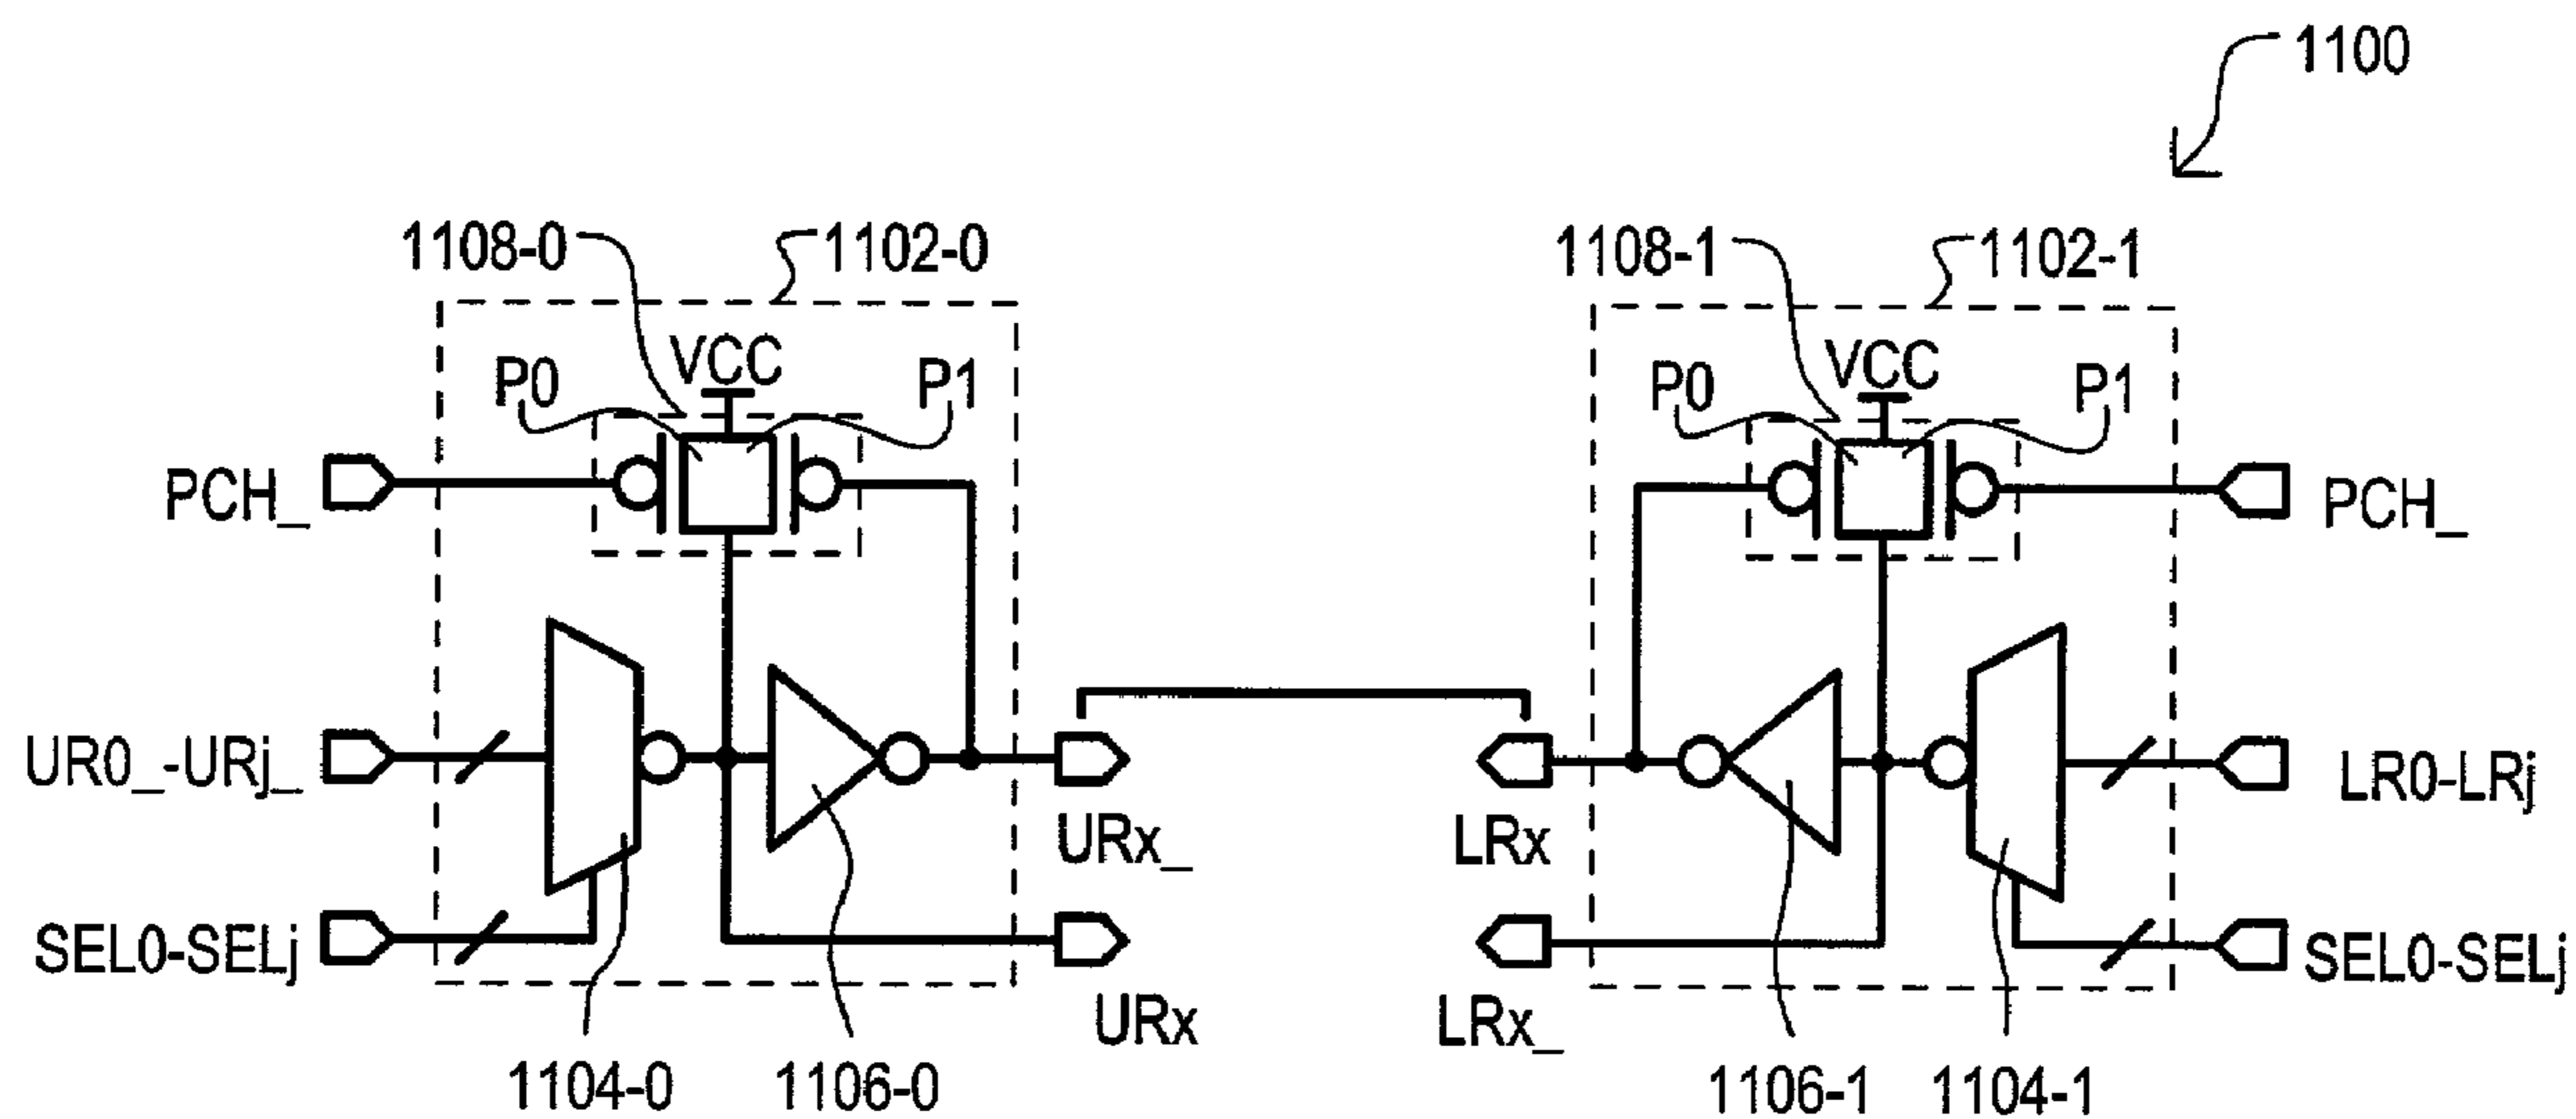 1100
1108-0
1102-0
1108-1
1102-1
P0
VCC
P1
P0
VCC
P1
PCH_
PCH_
UR0_-URj_
LR0-LRj
URx_
LRx
SEL0-SELj
SEL0-SELj
URx
LRx_
1104-0
1106-0
1106-1
1104-1